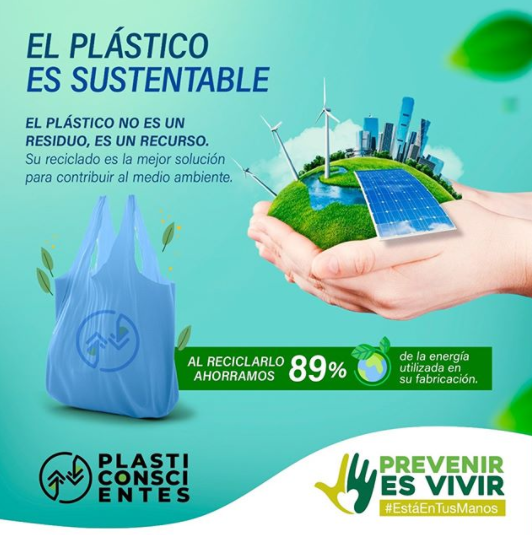 EL PLÁSTICO
ES SUSTENTABLE
EL PLÁSTICO NO ES UN
RESIDUO, ES UN RECURSO.
Su reciclado es la mejor solución
para contribuir al medio ambiente.
AL RECICLARLO
AHORRAMOS
89%
de la energía
utilizada en
su fabricación.
PLASTI
CONSCI
ENTES
PREVENIR
ES VIVIR
#EstáEnTusManos